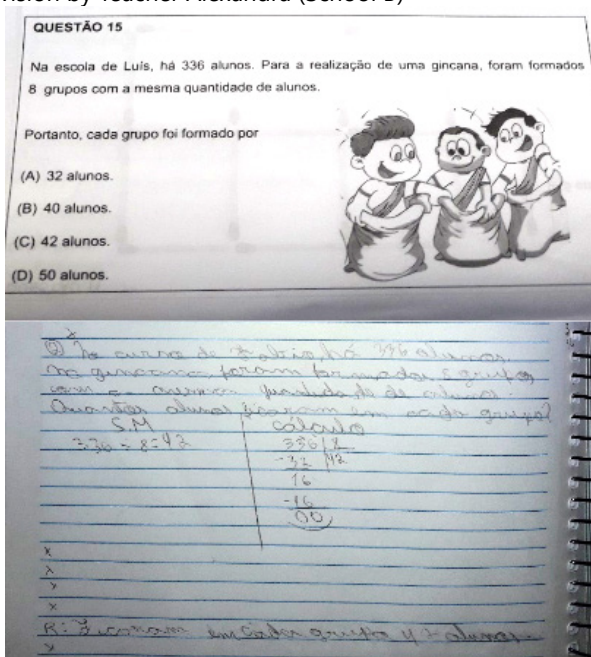 by Teacher Alexandra (School B)
QUESTÃO 15
Na escola de Luís, há 336 alunos. Para a realização de uma gincana, foram formados
8 grupos com a mesma quantidade de alunos.
Portanto, cada grupo foi formado por
(A) 32 alunos.
(B) 40 alunos.
(C) 42 alunos.
(D) 50 alunos.
de há 336 alunos.
na gincana foram formados grupos
com a mesma quantidade de alunos.
Quantos alunos ficaram em cada grupo?
S.M cálculo
336 ÷ 8 = 42 336 8
-32 42
16
-16
00
R: Ficaram em cada grupo 42 alunos.